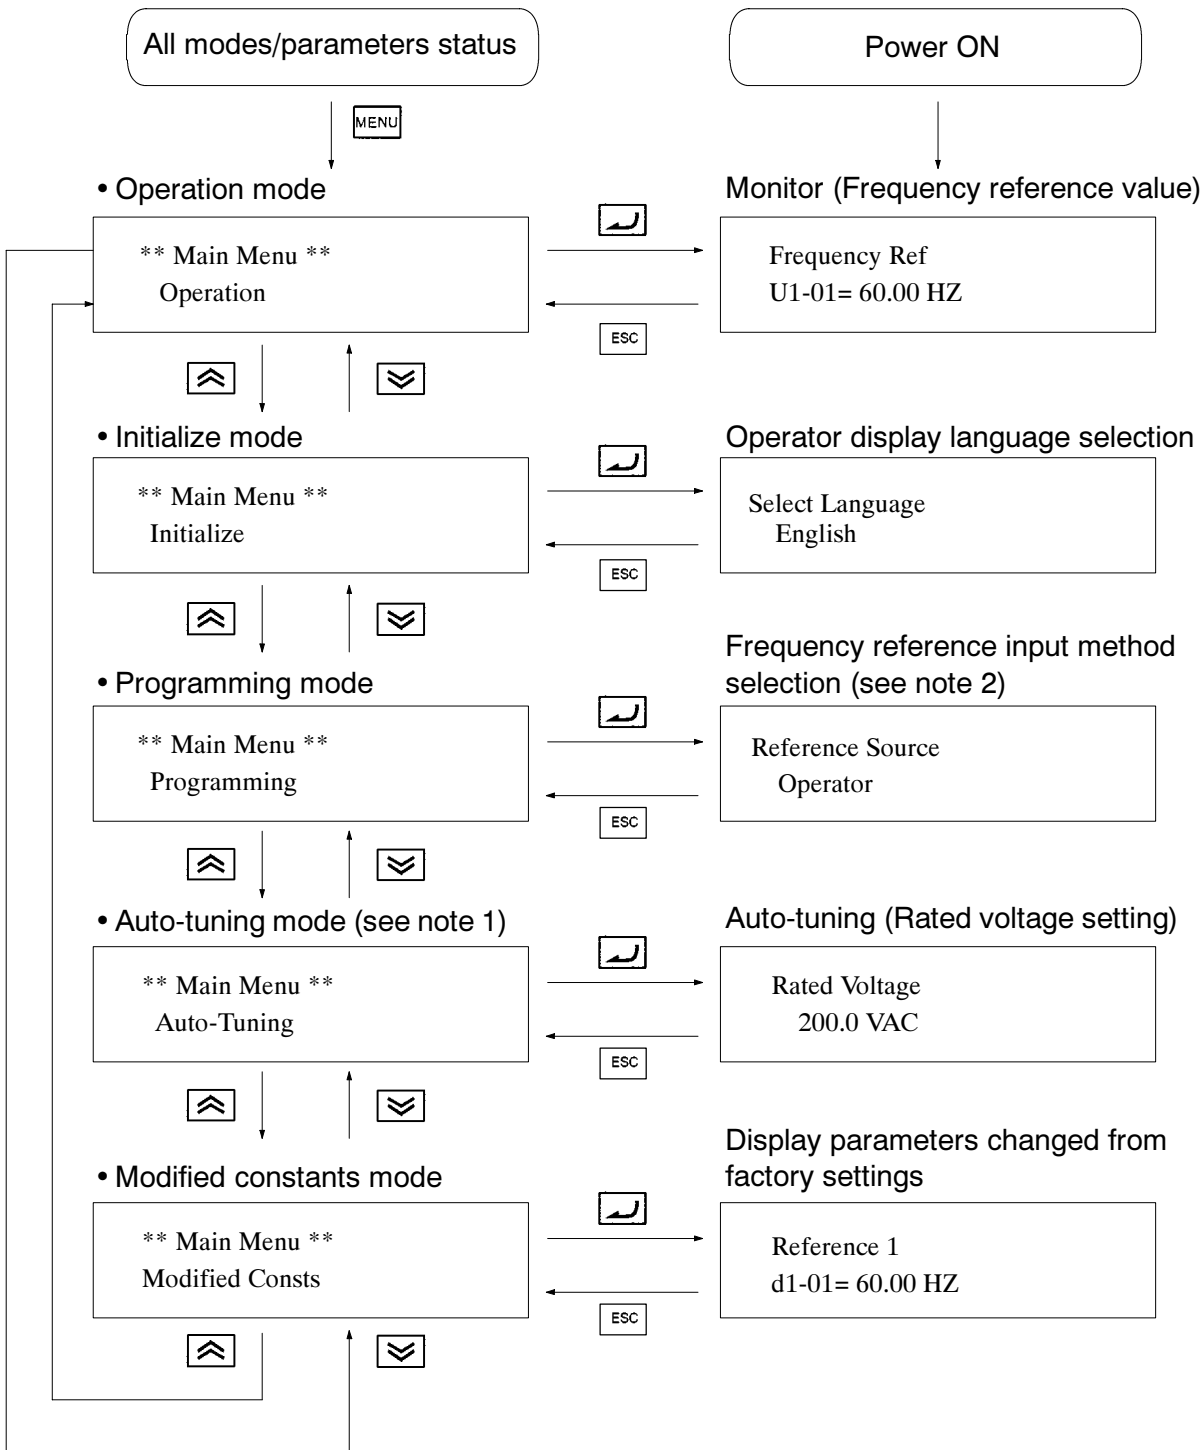 All modes/parameters status
Power ON
MENU
• Operation mode
Monitor (Frequency reference value)
** Main Menu **
Operation
Frequency Ref
U1-01= 60.00 HZ
ESC
• Initialize mode
Operator display language selection
** Main Menu **
Initialize
Select Language
English
ESC
• Programming mode
Frequency reference input method
selection (see note 2)
** Main Menu **
Programming
Reference Source
Operator
ESC
• Auto-tuning mode (see note 1)
Auto-tuning (Rated voltage setting)
** Main Menu **
Auto-Tuning
Rated Voltage
200.0 VAC
ESC
• Modified constants mode
Display parameters changed from
factory settings
** Main Menu **
Modified Consts
Reference 1
d1-01= 60.00 HZ
ESC